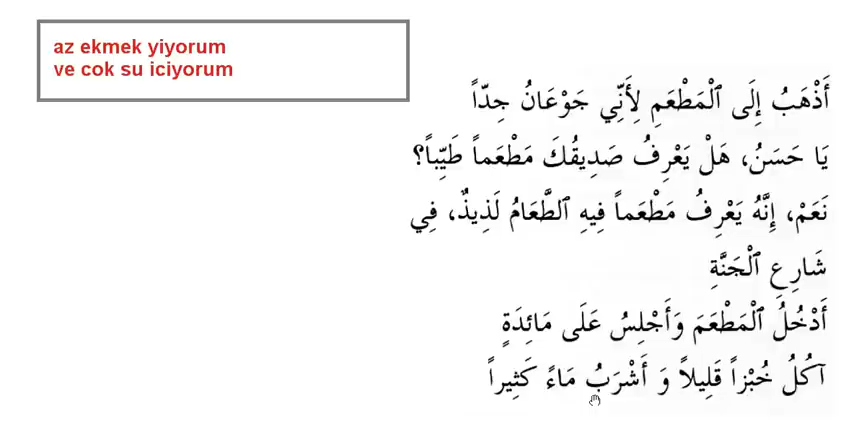 az ekmek yiyorum
ve cok su iciyorum
أَذْهَبُ إِلَى ٱلْمَطْعَمِ لِأَنِّي جَوْعَانُ جِدّاً
يَا حَسَنُ، هَلْ يَعْرِفُ صَدِيقُكَ مَطْعَماً طَيِّباً؟
نَعَمْ، إِنَّهُ يَعْرِفُ مَطْعَماً فِيهِ ٱلطَّعَامُ لَذِيذٌ، فِي
شَارِعِ ٱلْجَنَّةِ
أَدْخُلُ ٱلْمَطْعَمَ وَأَجْلِسُ عَلَى مَائِدَةٍ
آكُلُ خُبْزاً قَلِيلاً وَ أَشْرَبُ مَاءً كَثِيراً